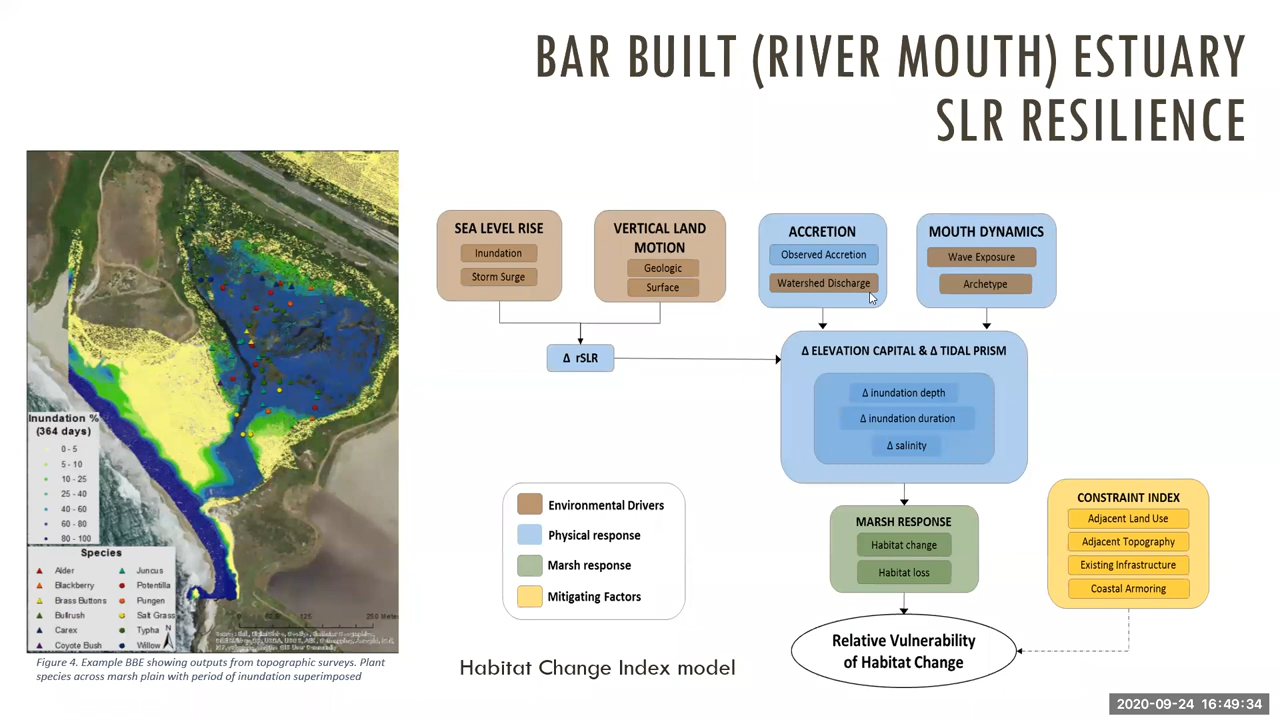 BAR BUILT (RIVER MOUTH) ESTUARY
SLR RESILIENCE
SEA LEVEL RISE
Inundation
Storm Surge
VERTICAL LAND
MOTION
Geologic
Surface
ACCRETION
Observed Accretion
Watershed Discharge
MOUTH DYNAMICS
Wave Exposure
Archetype
Δ rSLR
Δ ELEVATION CAPITAL & Δ TIDAL PRISM
Δ inundation depth
Δ inundation duration
Δ salinity
Inundation %
(364 days)
0 - 5
5 - 10
10 - 25
25 - 40
40 - 60
60 - 80
80 - 100
Species
Alder
Blackberry
Brass Buttons
Bullrush
Carex
Coyote Bush
Juncus
Potentilla
Pungen
Salt Grass
Typha
Willow
N
125
250 Meters
Environmental Drivers
Physical response
Marsh response
Mitigating Factors
MARSH RESPONSE
Habitat change
Habitat loss
CONSTRAINT INDEX
Adjacent Land Use
Adjacent Topography
Existing Infrastructure
Coastal Armoring
Relative Vulnerability
of Habitat Change
Figure 4. Example BBE showing outputs from topographic surveys. Plant
species across marsh plain with period of inundation superimposed
Habitat Change Index model
2020-09-24 16:49:34